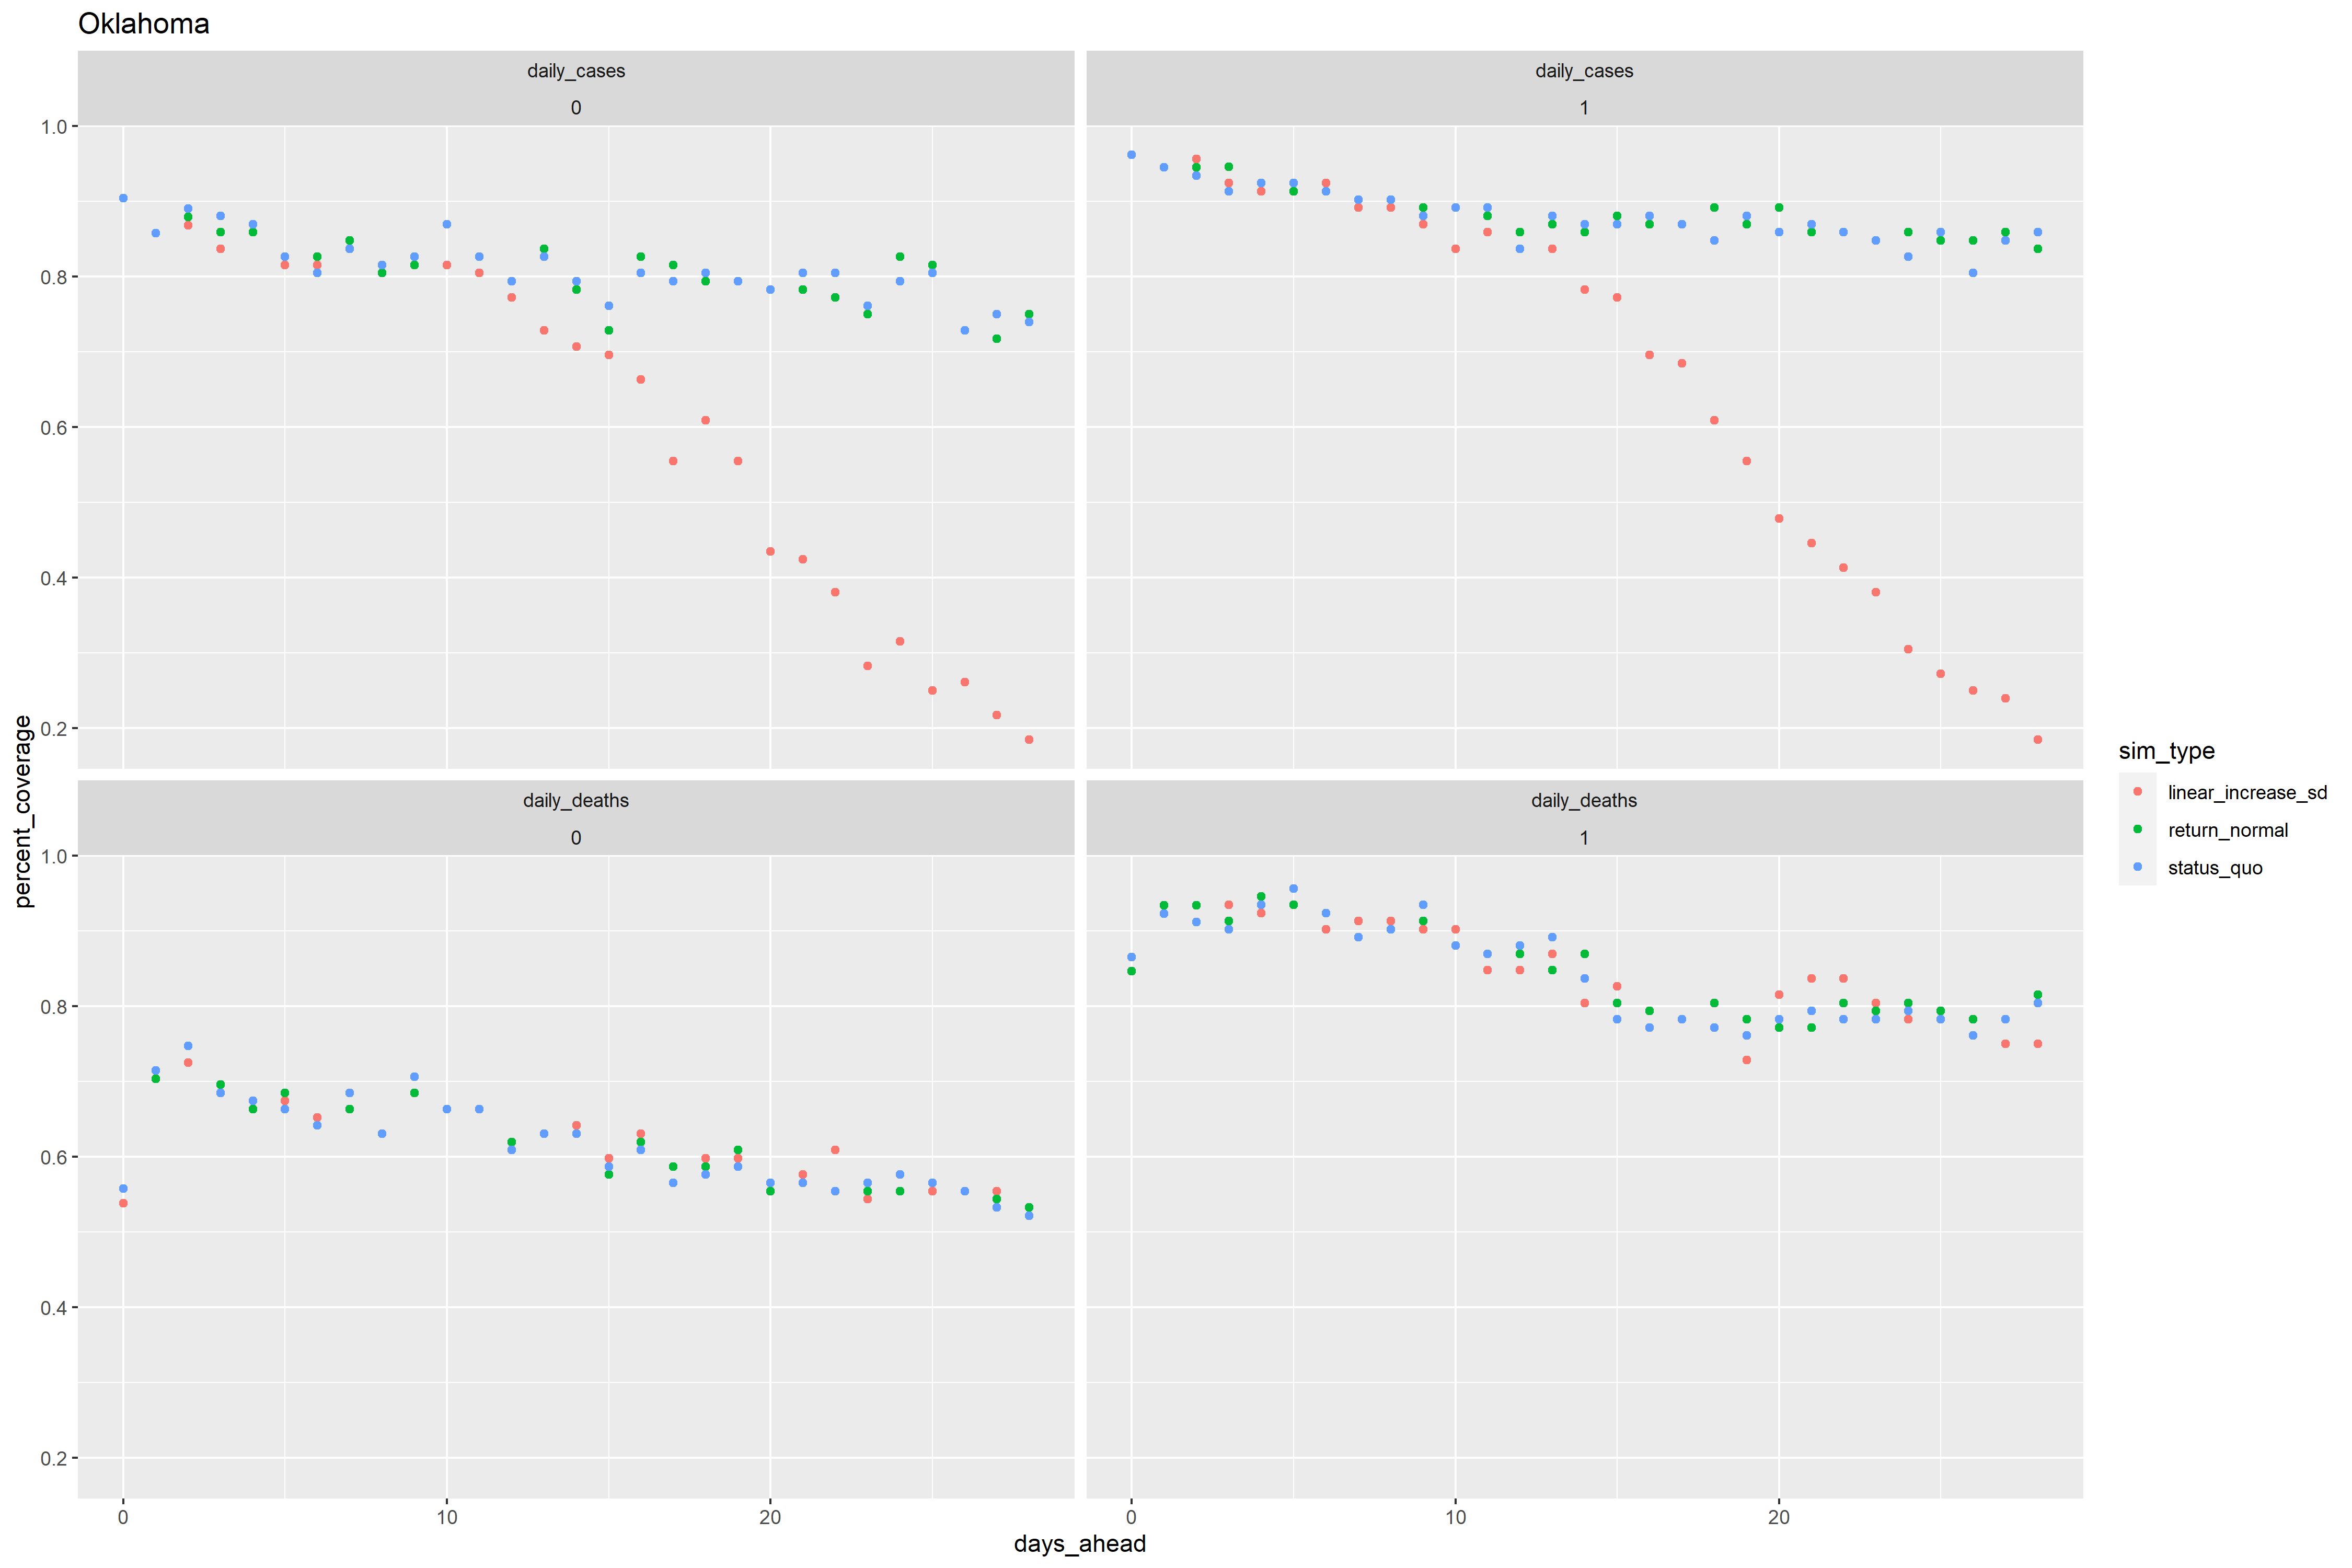 Oklahoma
daily_cases
0
daily_cases
1
1.0
0.8
0.6
0.4
0.2
daily_deaths
0
daily_deaths
1
1.0
0.8
0.6
0.4
0.2
0 10 20
0 10 20
days_ahead
percent_coverage
sim_type
linear_increase_sd
return_normal
status_quo